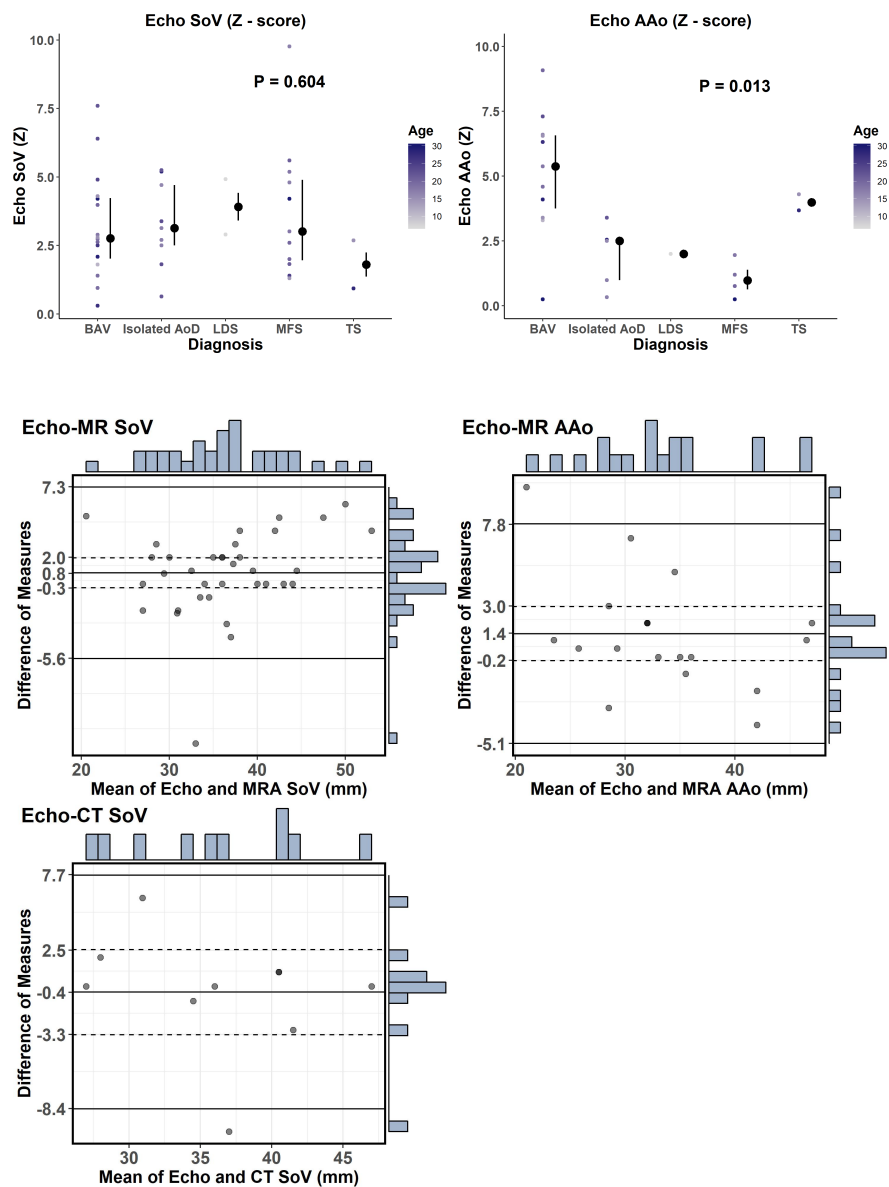 Echo SoV (Z - score)
10.0
7.5
5.0
2.5
0.0
Echo SoV (Z)
P = 0.604
BAV Isolated AoD LDS MFS TS
Diagnosis
Age
30
25
20
15
10
Echo AAo (Z - score)
10.0
7.5
5.0
2.5
0.0
Echo AAo (Z)
P = 0.013
BAV Isolated AoD LDS MFS TS
Diagnosis
Age
30
25
20
15
10
Echo-MR SoV
7.3
2.0
0.8
-0.3
-5.6
Difference of Measures
20 30 40 50
Mean of Echo and MRA SoV (mm)
Echo-MR AAo
7.8
3.0
1.4
-0.2
-5.1
Difference of Measures
20 30 40
Mean of Echo and MRA AAo (mm)
Echo-CT SoV
7.7
2.5
-0.4
-3.3
-8.4
Difference of Measures
30 35 40 45
Mean of Echo and CT SoV (mm)